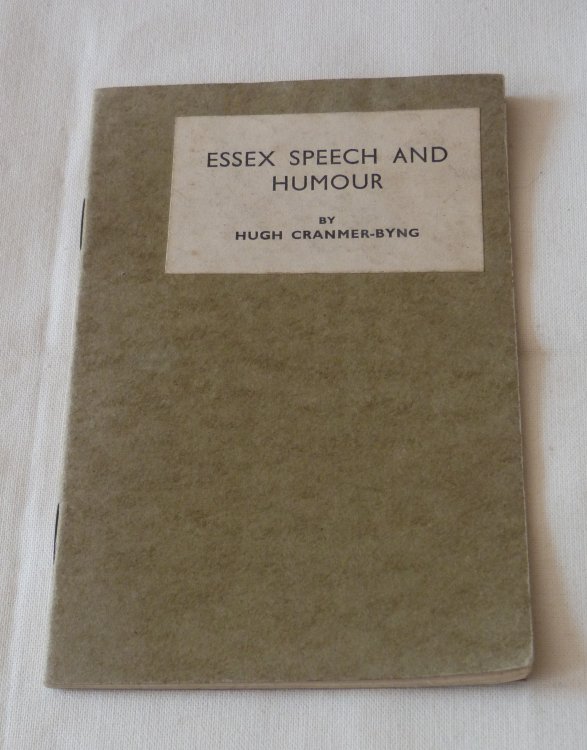 ESSEX SPEECH AND
HUMOUR
BY
HUGH CRANMER-BYNG